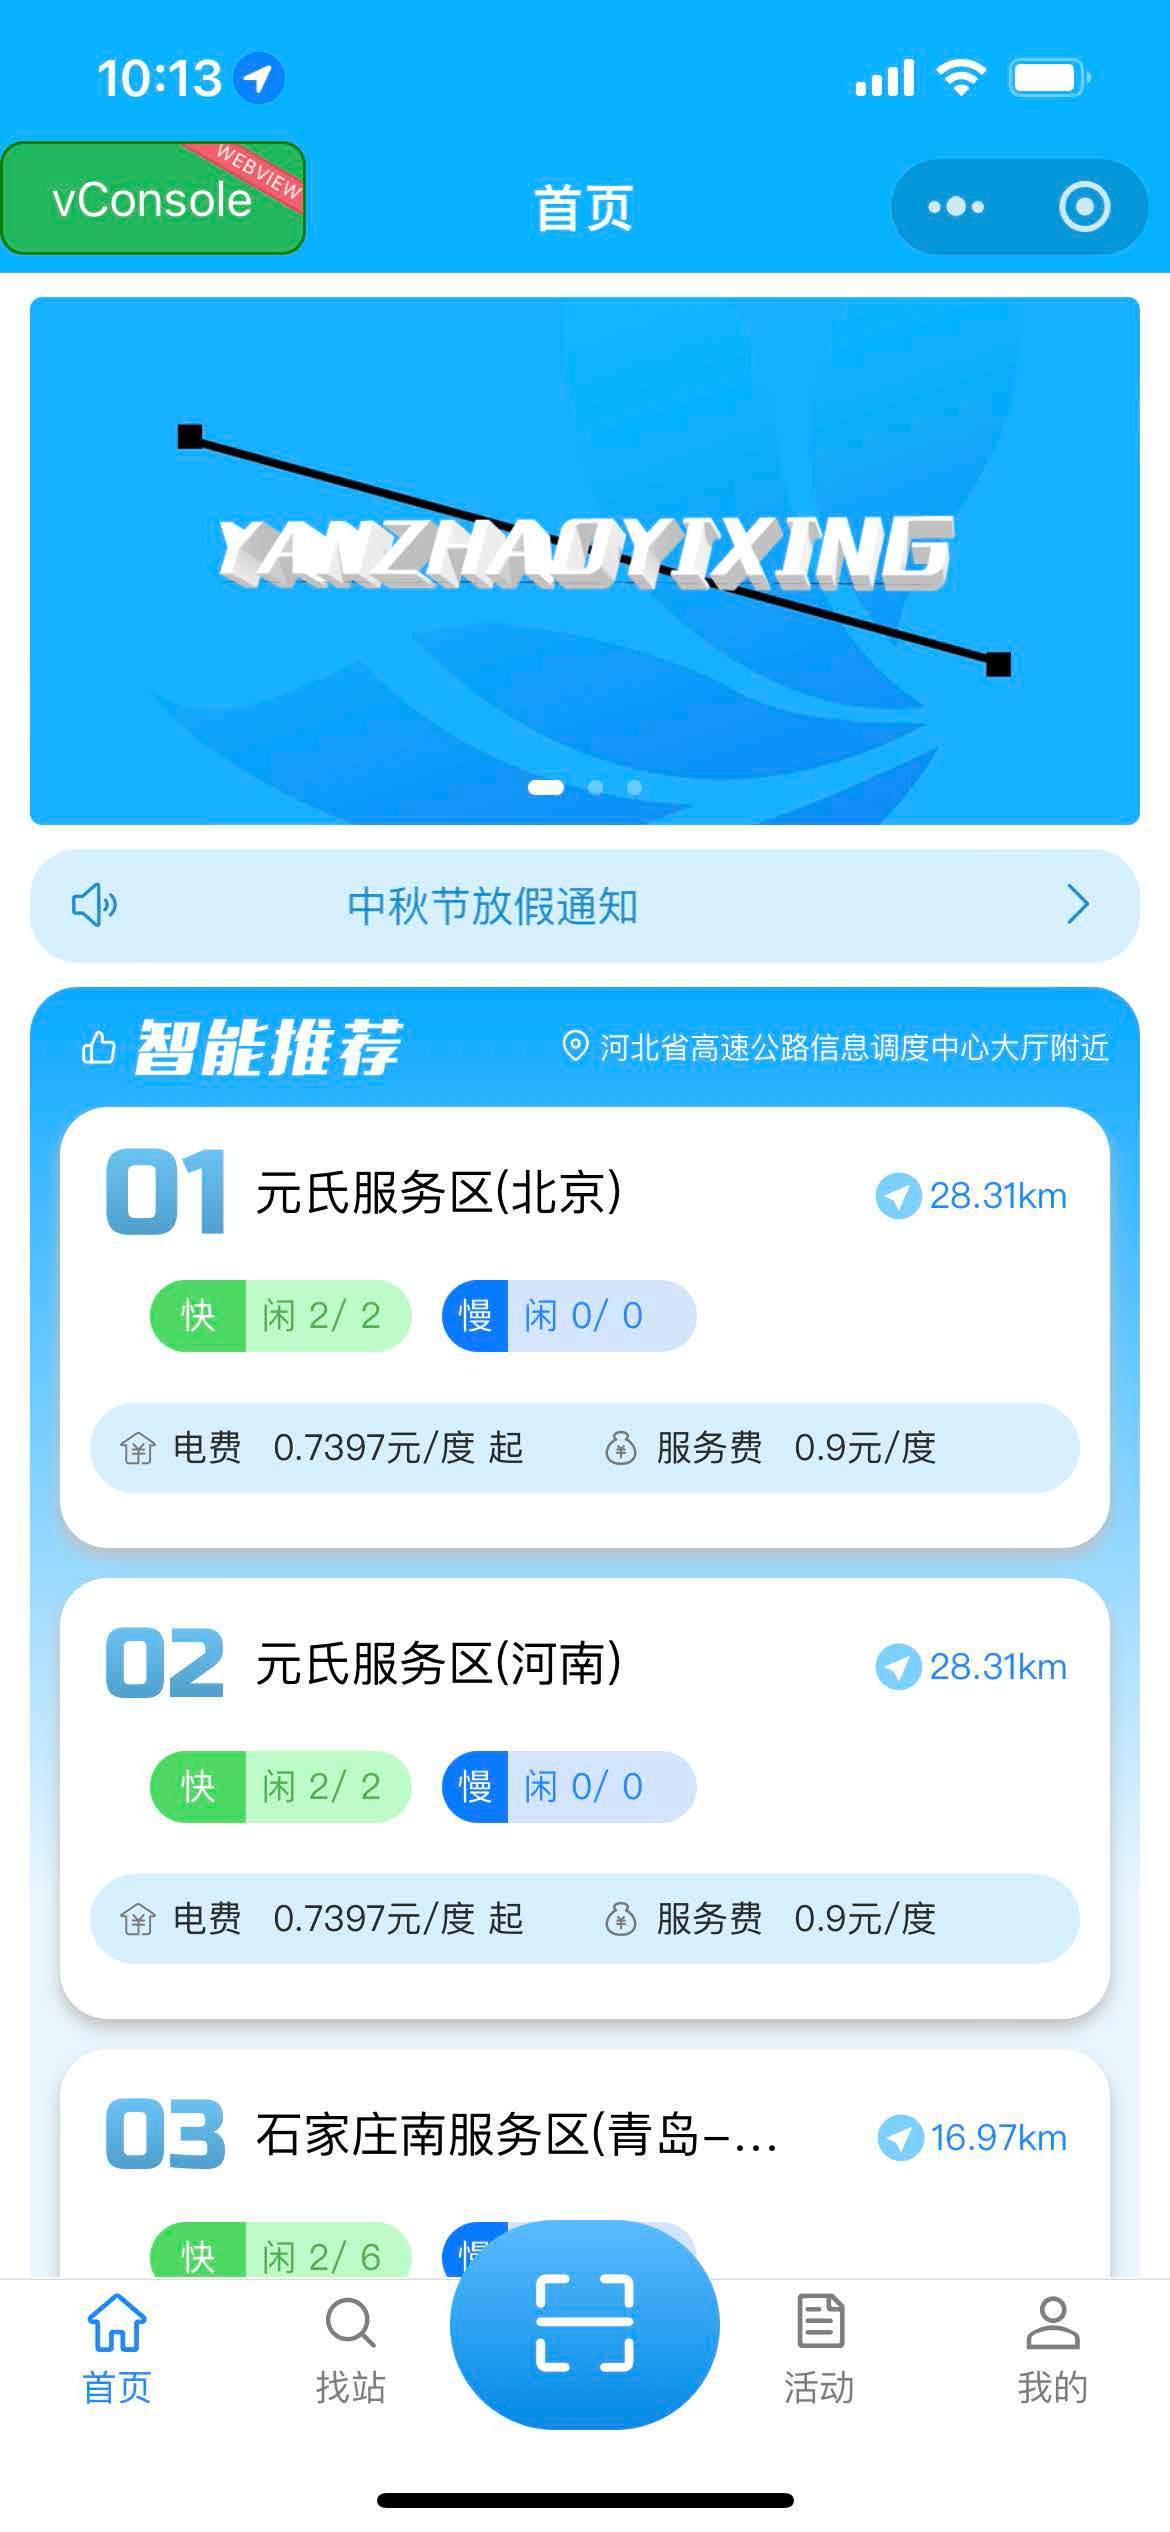 10:13
vConsole
WEBVIEW
首页
YANZHAOYIXING
中秋节放假通知
智能推荐
河北省高速公路信息调度中心大厅附近
01 元氏服务区(北京) 28.31km
快 闲 2/ 2 慢 闲 0/ 0
电费 0.7397元/度 起 服务费 0.9元/度
02 元氏服务区(河南) 28.31km
快 闲 2/ 2 慢 闲 0/ 0
电费 0.7397元/度 起 服务费 0.9元/度
03 石家庄南服务区(青岛-... 16.97km
快 闲 2/ 6
首页 找站 活动 我的